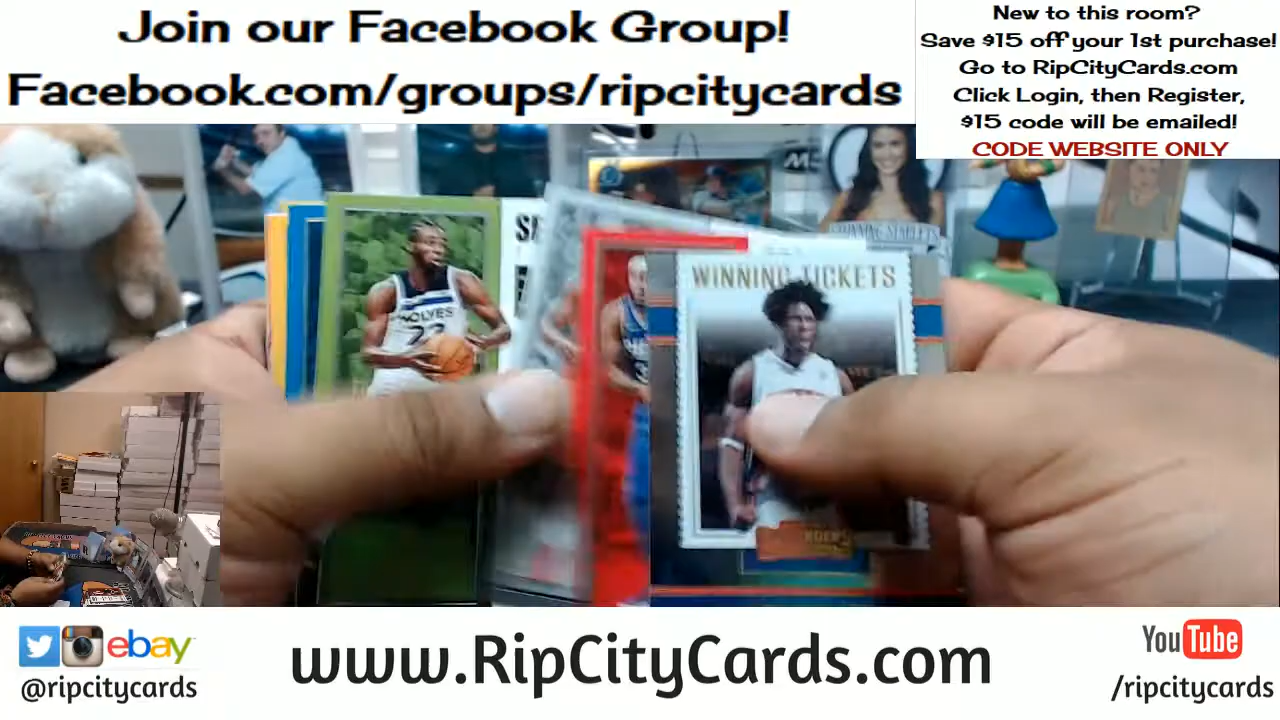 Join our Facebook Group!
Facebook.com/groups/ripcitycards
New to this room?
Save $15 off your 1st purchase!
Go to RipCityCards.com
Click Login, then Register,
$15 code will be emailed!
CODE WEBSITE ONLY
WINNING TICKETS
WOLVES
22
ebay
@ripcitycards
www.RipCityCards.com
YouTube
/ripcitycards